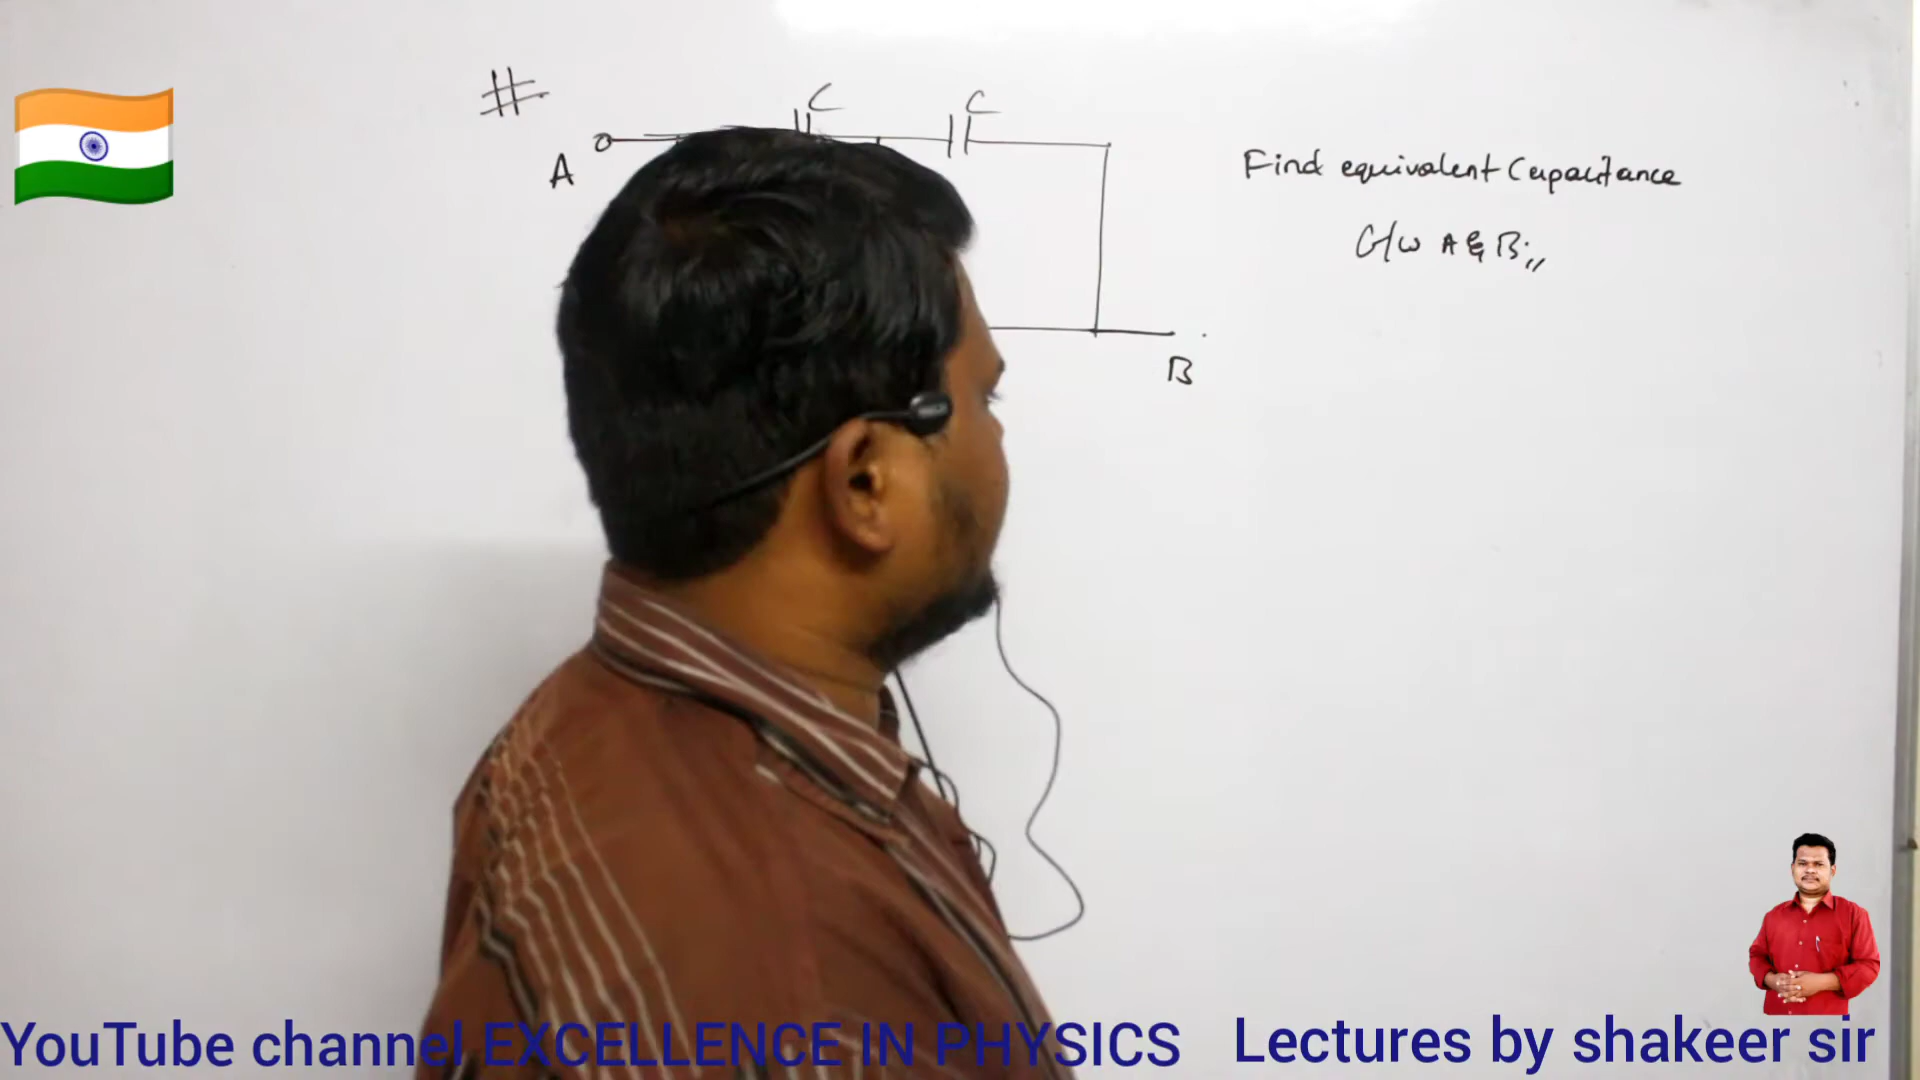 #
C
C
A
Find equivalent Capacitance
b/w A & B.,,
B
YouTube channel EXCELLENCE IN PHYSICS
Lectures by shakeer sir